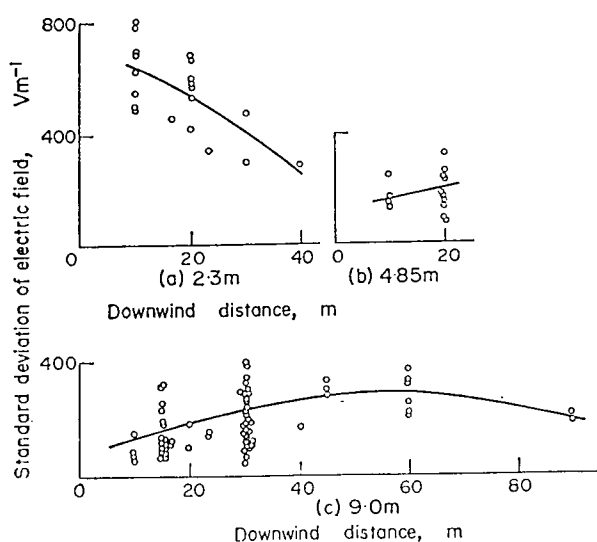 800
400
0
20
40
(a) 2·3m
0
20
(b) 4·85m
Downwind distance, m
Standard deviation of electric field, Vm⁻¹
400
0
20
40
60
80
(c) 9·0m
Downwind distance, m